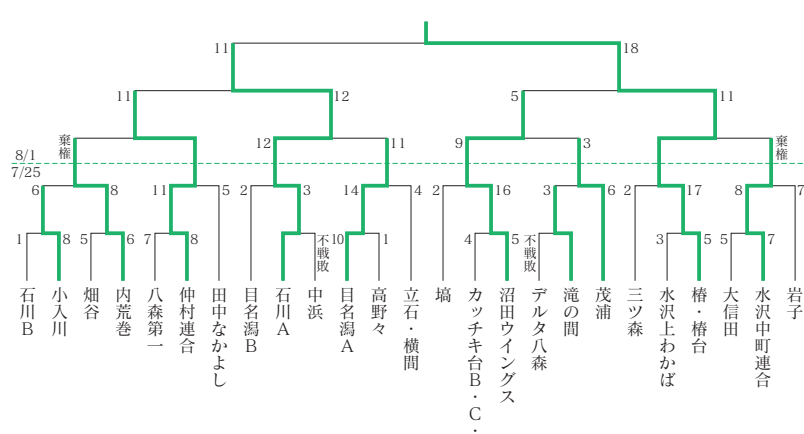 11
18
11
12
5
11
棄権
12
11
9
3
棄権
8/1
7/25
6
8
11
5
2
3
14
4
2
16
3
6
2
17
8
7
1
8
5
6
7
8
不戦敗
10
1
4
5
不戦敗
3
5
5
7
石川B
小入川
畑谷
内荒巻
八森第一
仲村連合
田中なかよし
目名潟B
石川A
中浜
目名潟A
高野々
立石・横間
塙
カッチキ台B・C・
沼田ウイングス
デルタ八森
滝の間
茂浦
三ツ森
水沢上わかば
椿・椿台
大信田
水沢中町連合
岩子